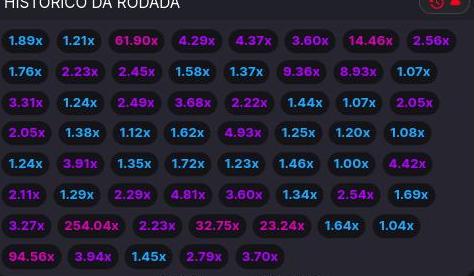 HISTÓRICO DA RODADA
1.89x 1.21x 61.90x 4.29x 4.37x 3.60x 14.46x 2.56x
1.76x 2.23x 2.45x 1.58x 1.37x 9.36x 8.93x 1.07x
3.31x 1.24x 2.49x 3.68x 2.22x 1.44x 1.07x 2.05x
2.05x 1.38x 1.12x 1.62x 4.93x 1.25x 1.20x 1.08x
1.24x 3.91x 1.35x 1.72x 1.23x 1.46x 1.00x 4.42x
2.11x 1.29x 2.29x 4.81x 3.60x 1.34x 2.54x 1.69x
3.27x 254.04x 2.23x 32.75x 23.24x 1.64x 1.04x
94.56x 3.94x 1.45x 2.79x 3.70x